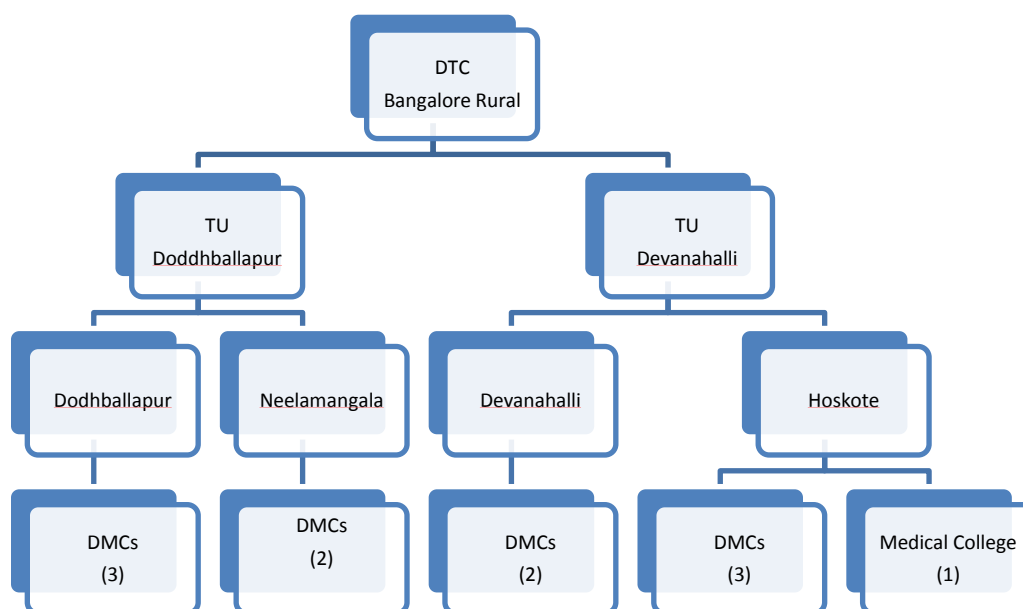 DTC
Bangalore Rural
TU
Doddhballapur
TU
Devanahalli
Dodhballapur
Neelamangala
Devanahalli
Hoskote
DMCs
(3)
DMCs
(2)
DMCs
(2)
DMCs
(3)
Medical College
(1)